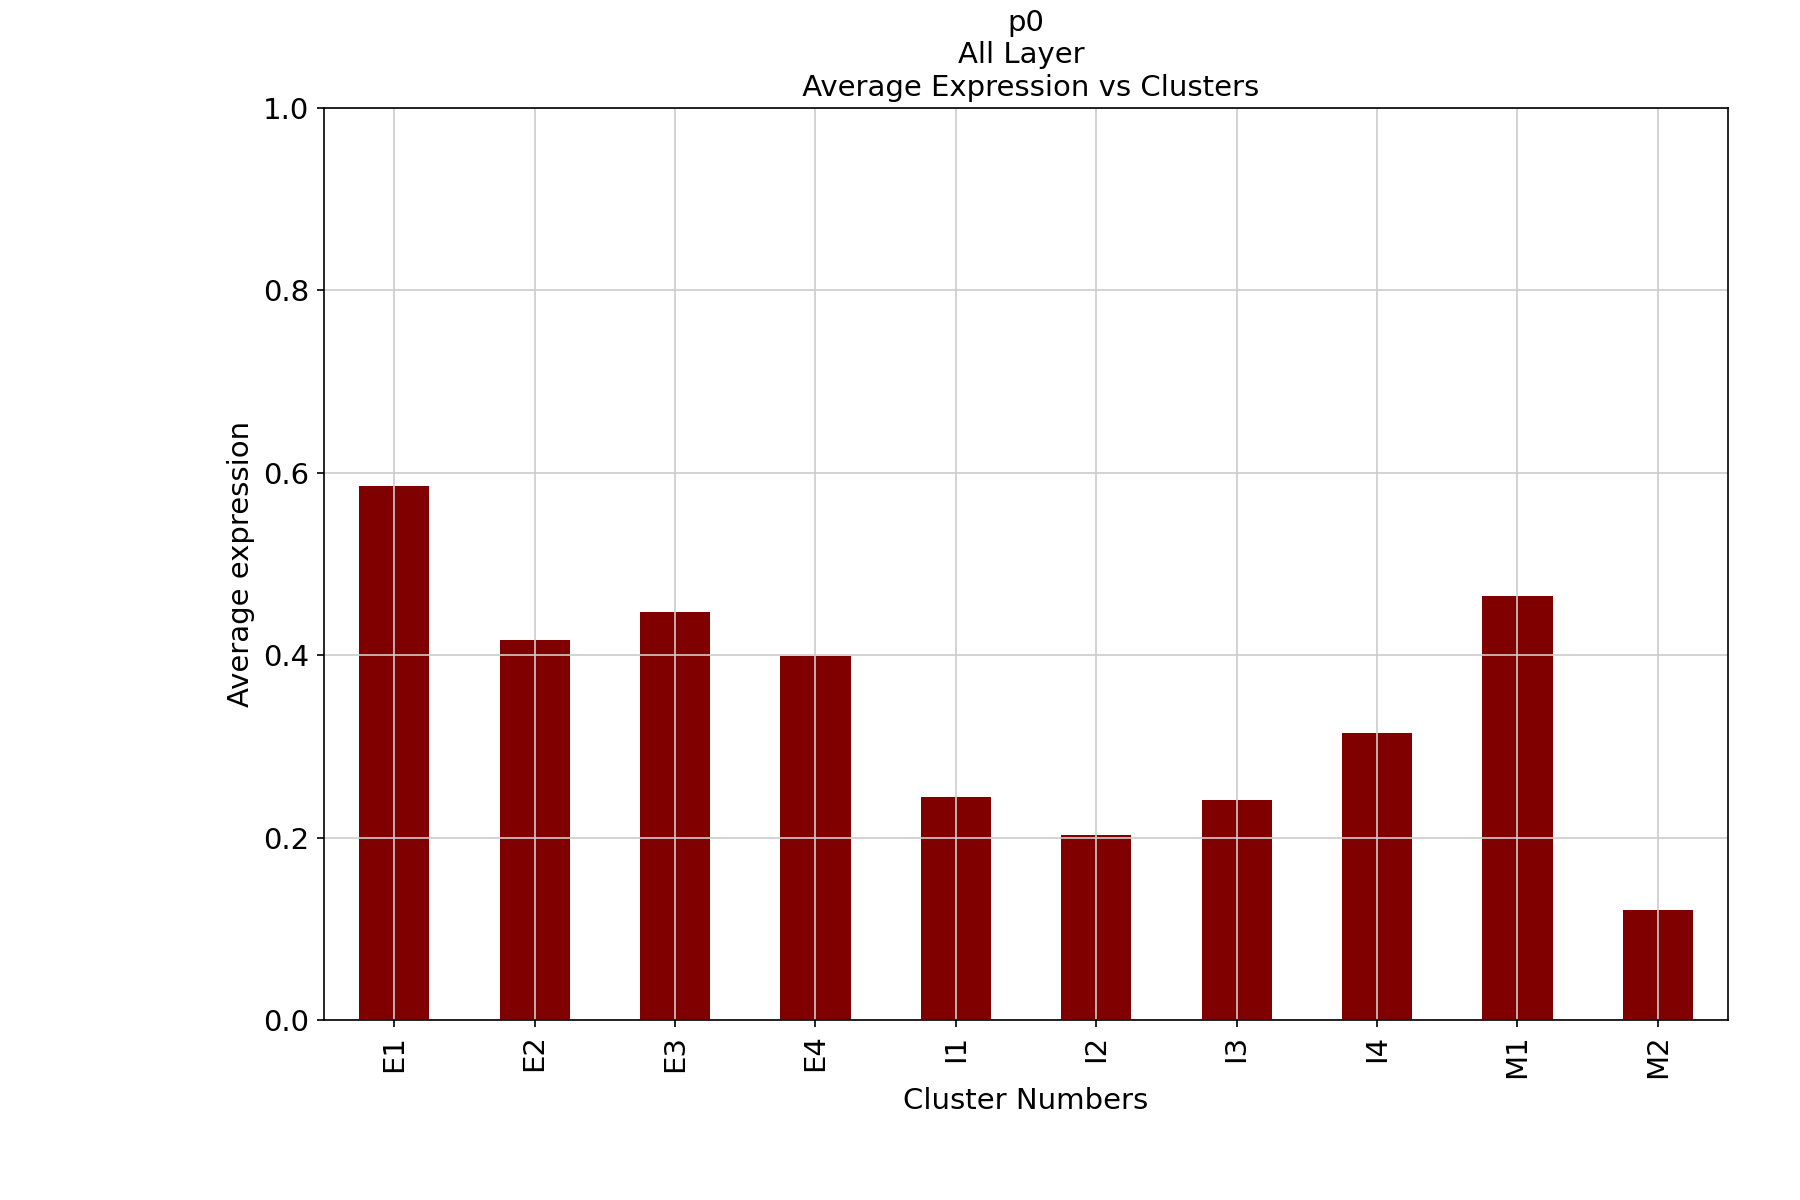 p0
All Layer
Average Expression vs Clusters
1.0
0.8
0.6
0.4
0.2
0.0
Average expression
E1
E2
E3
E4
I1
I2
I3
I4
M1
M2
Cluster Numbers